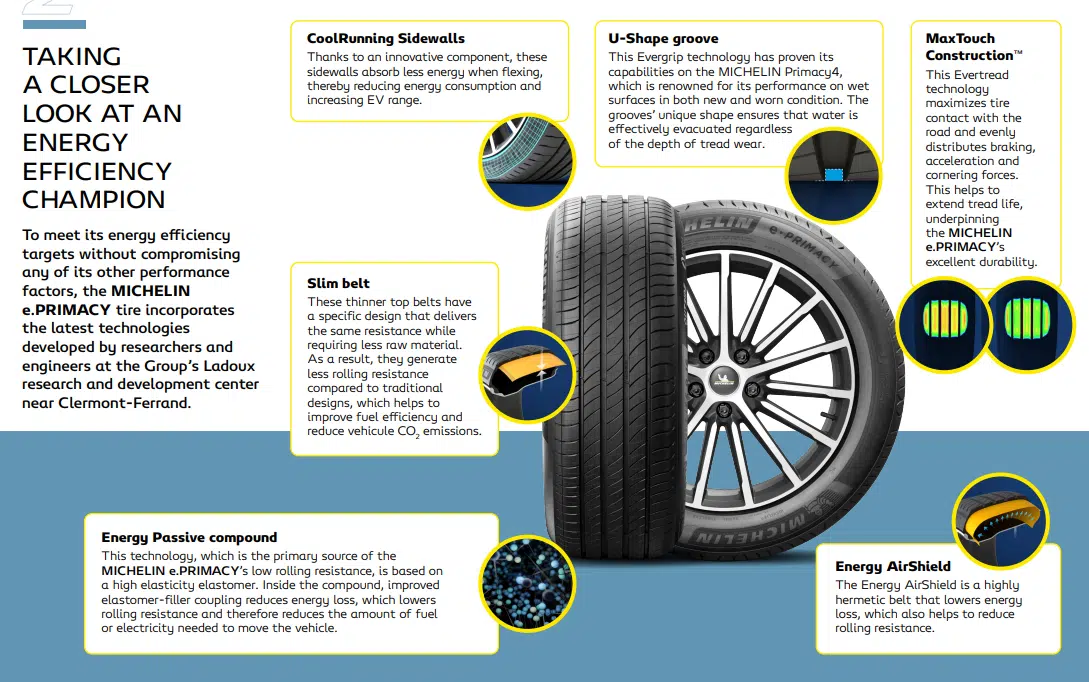 2
TAKING
A CLOSER
LOOK AT AN
ENERGY
EFFICIENCY
CHAMPION
To meet its energy efficiency
targets without compromising
any of its other performance
factors, the MICHELIN
e.PRIMACY tire incorporates
the latest technologies
developed by researchers and
engineers at the Group’s Ladoux
research and development center
near Clermont-Ferrand.
CoolRunning Sidewalls
Thanks to an innovative component, these
sidewalls absorb less energy when flexing,
thereby reducing energy consumption and
increasing EV range.
U-Shape groove
This Evergrip technology has proven its
capabilities on the MICHELIN Primacy4,
which is renowned for its performance on wet
surfaces in both new and worn condition. The
grooves’ unique shape ensures that water is
effectively evacuated regardless
of the depth of tread wear.
MaxTouch
Construction™
This Evertread
technology
maximizes tire
contact with the
road and evenly
distributes braking,
acceleration and
cornering forces.
This helps to
extend tread life,
underpinning
the MICHELIN
e.PRIMACY’s
excellent durability.
Slim belt
These thinner top belts have
a specific design that delivers
the same resistance while
requiring less raw material.
As a result, they generate
less rolling resistance
compared to traditional
designs, which helps to
improve fuel efficiency and
reduce vehicule CO2 emissions.
HELIN
e.PRIMACY
MICHELIN
Energy Passive compound
This technology, which is the primary source of the
MICHELIN e.PRIMACY’s low rolling resistance, is based on
a high elasticity elastomer. Inside the compound, improved
elastomer-filler coupling reduces energy loss, which lowers
rolling resistance and therefore reduces the amount of fuel
or electricity needed to move the vehicle.
Energy AirShield
The Energy AirShield is a highly
hermetic belt that lowers energy
loss, which also helps to reduce
rolling resistance.